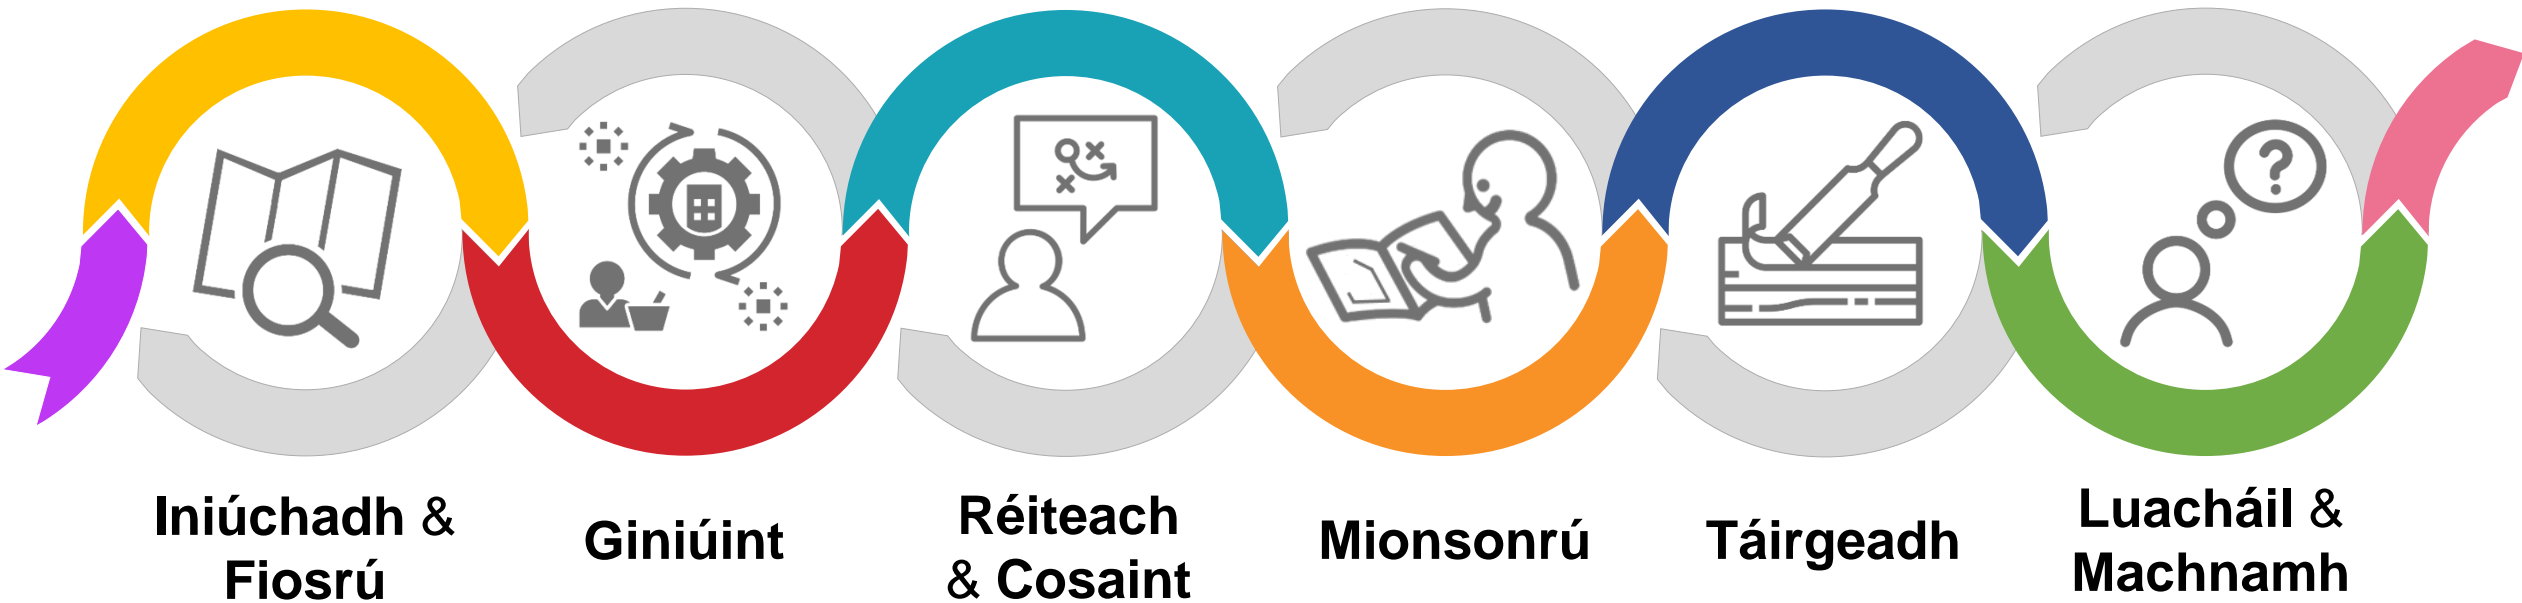 Iniúchadh &
Fiosrú
Giniúint
Réiteach
& Cosaint
Mionsonrú
Táirgeadh
Luacháil &
Machnamh